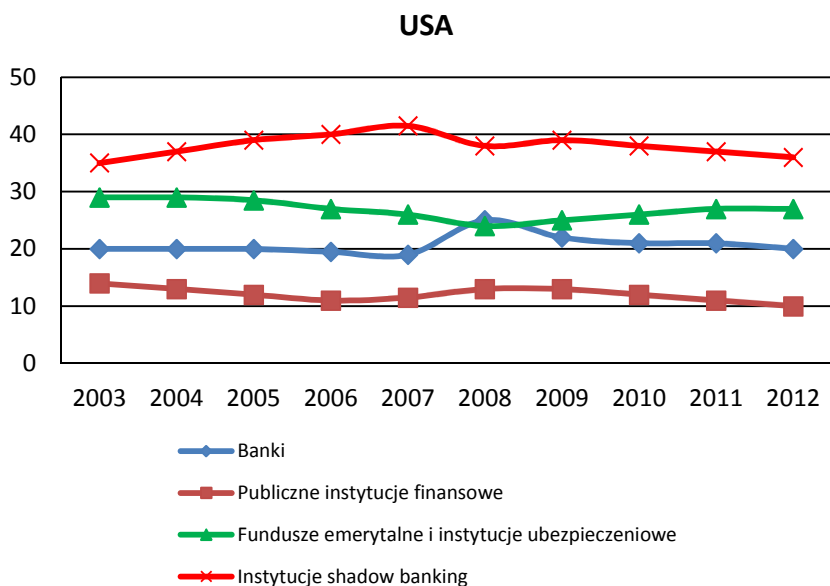 USA
50
40
30
20
10
0
2003 2004 2005 2006 2007 2008 2009 2010 2011 2012
Banki
Publiczne instytucje finansowe
Fundusze emerytalne i instytucje ubezpieczeniowe
Instytucje shadow banking